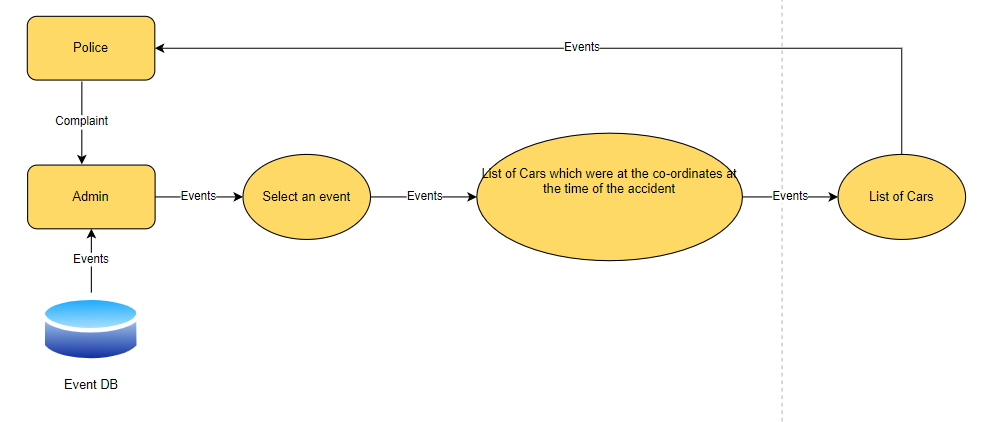 Police
Events
Complaint
Admin
Events
Select an event
Events
List of Cars which were at the co-ordinates at
the time of the accident
Events
List of Cars
Events
Event DB